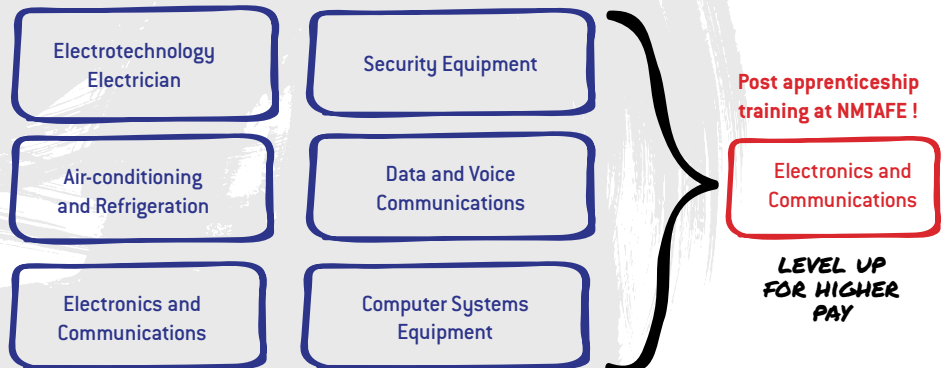 Electrotechnology
Electrician
Security Equipment
Air-conditioning
and Refrigeration
Data and Voice
Communications
Electronics and
Communications
Computer Systems
Equipment
Post apprenticeship
training at NMTAFE !
Electronics and
Communications
LEVEL UP
FOR HIGHER
PAY